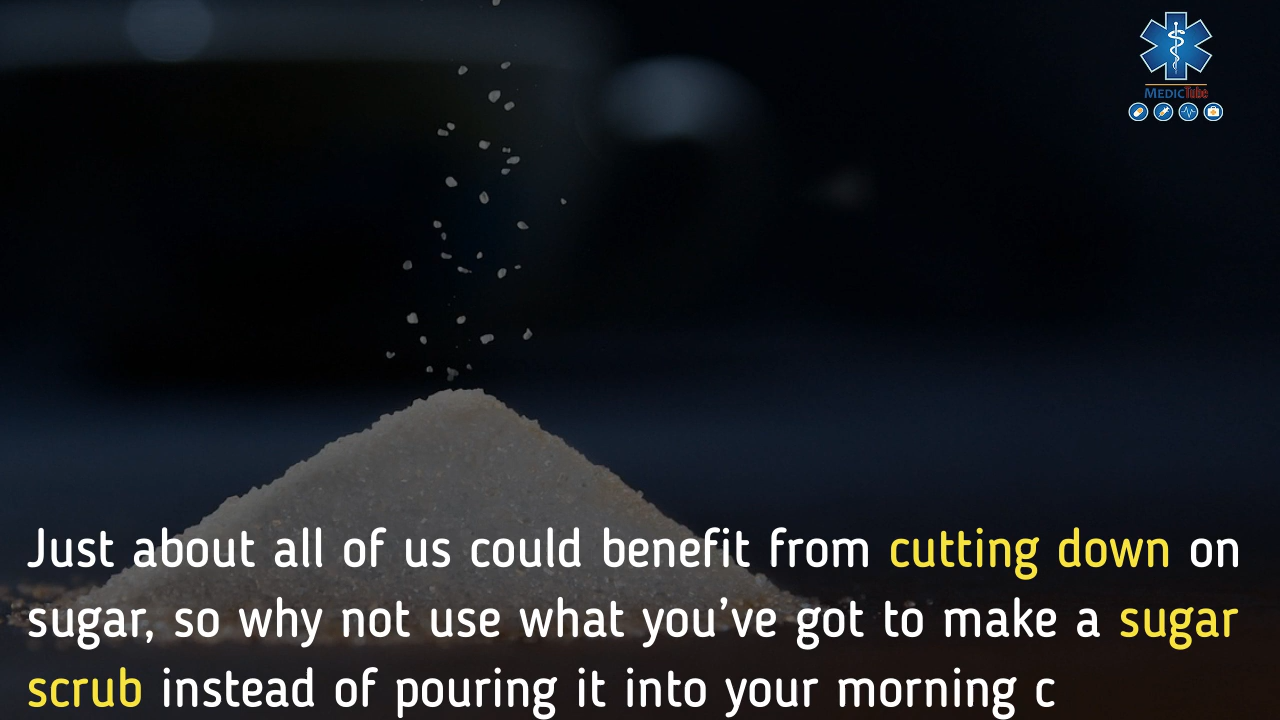 MEDICTube
Just about all of us could benefit from cutting down on
sugar, so why not use what you’ve got to make a sugar
scrub instead of pouring it into your morning c